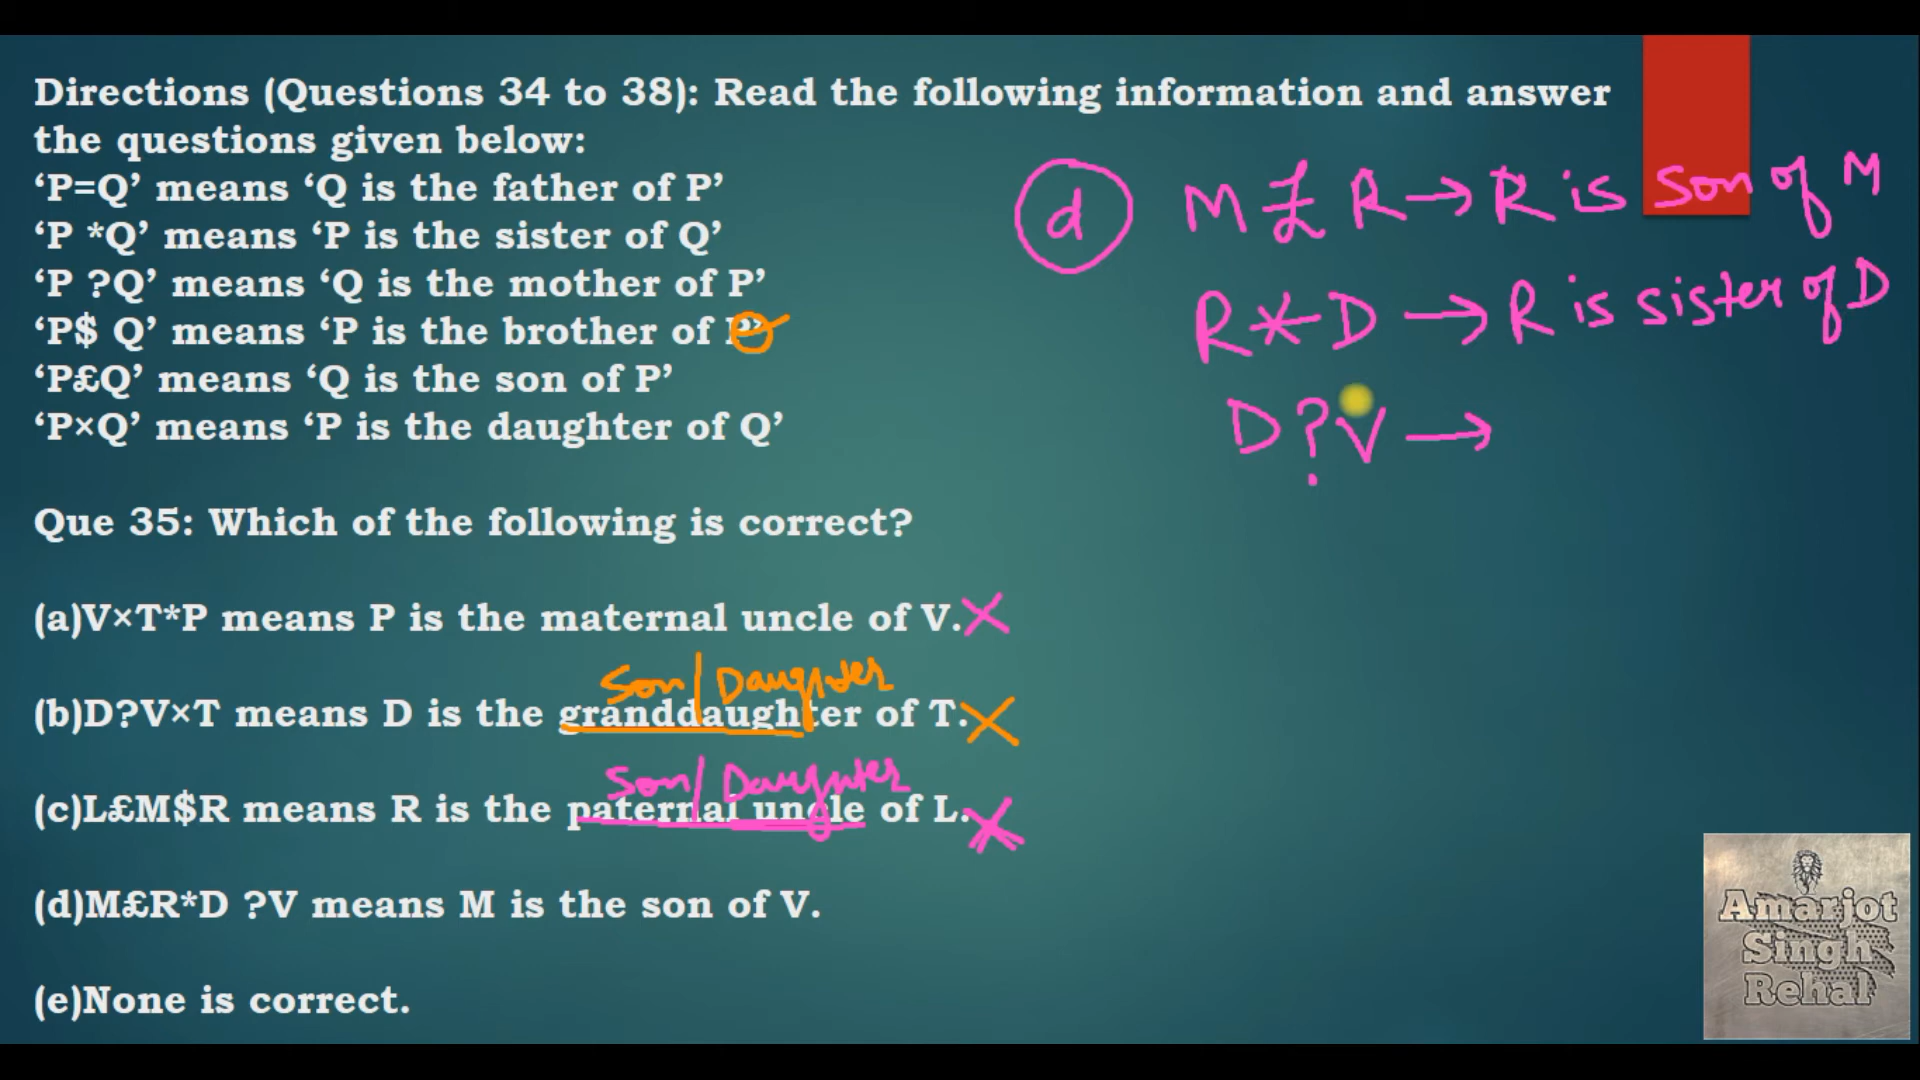 Directions (Questions 34 to 38): Read the following information and answer
the questions given below:
‘P=Q’ means ‘Q is the father of P’
‘P *Q’ means ‘P is the sister of Q’
‘P ?Q’ means ‘Q is the mother of P’
‘P$ Q’ means ‘P is the brother of P’
‘P£Q’ means ‘Q is the son of P’
‘P×Q’ means ‘P is the daughter of Q’
Que 35: Which of the following is correct?
(a)V×T*P means P is the maternal uncle of V.
Son/Daughter
(b)D?V×T means D is the granddaughter of T.
Son/Daughter
(c)L£M$R means R is the paternal uncle of L.
(d)M£R*D ?V means M is the son of V.
(e)None is correct.
d M £ R → R is son of M
R * D → R is sister of D
D ? V →
Amarjot
Singh
Rehal